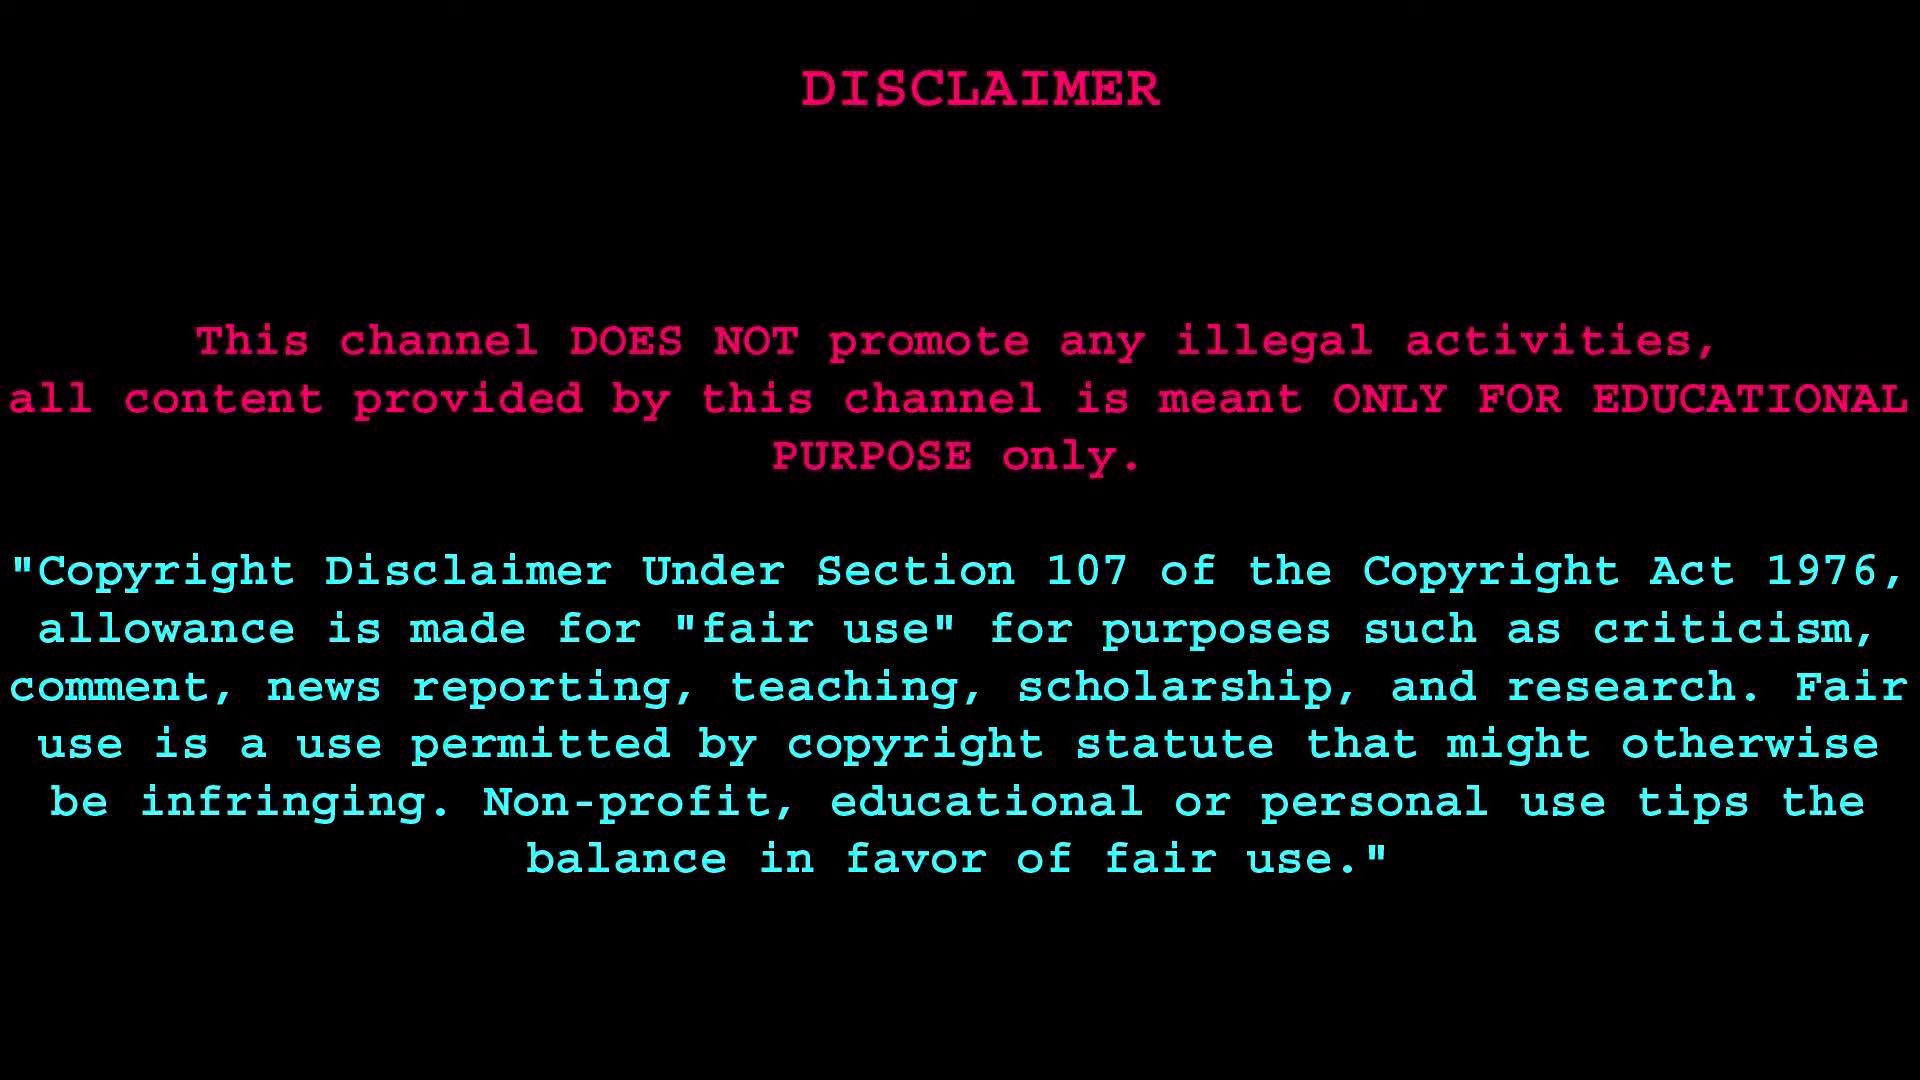 DISCLAIMER
This channel DOES NOT promote any illegal activities,
all content provided by this channel is meant ONLY FOR EDUCATIONAL
PURPOSE only.
"Copyright Disclaimer Under Section 107 of the Copyright Act 1976,
allowance is made for "fair use" for purposes such as criticism,
comment, news reporting, teaching, scholarship, and research. Fair
use is a use permitted by copyright statute that might otherwise
be infringing. Non-profit, educational or personal use tips the
balance in favor of fair use."